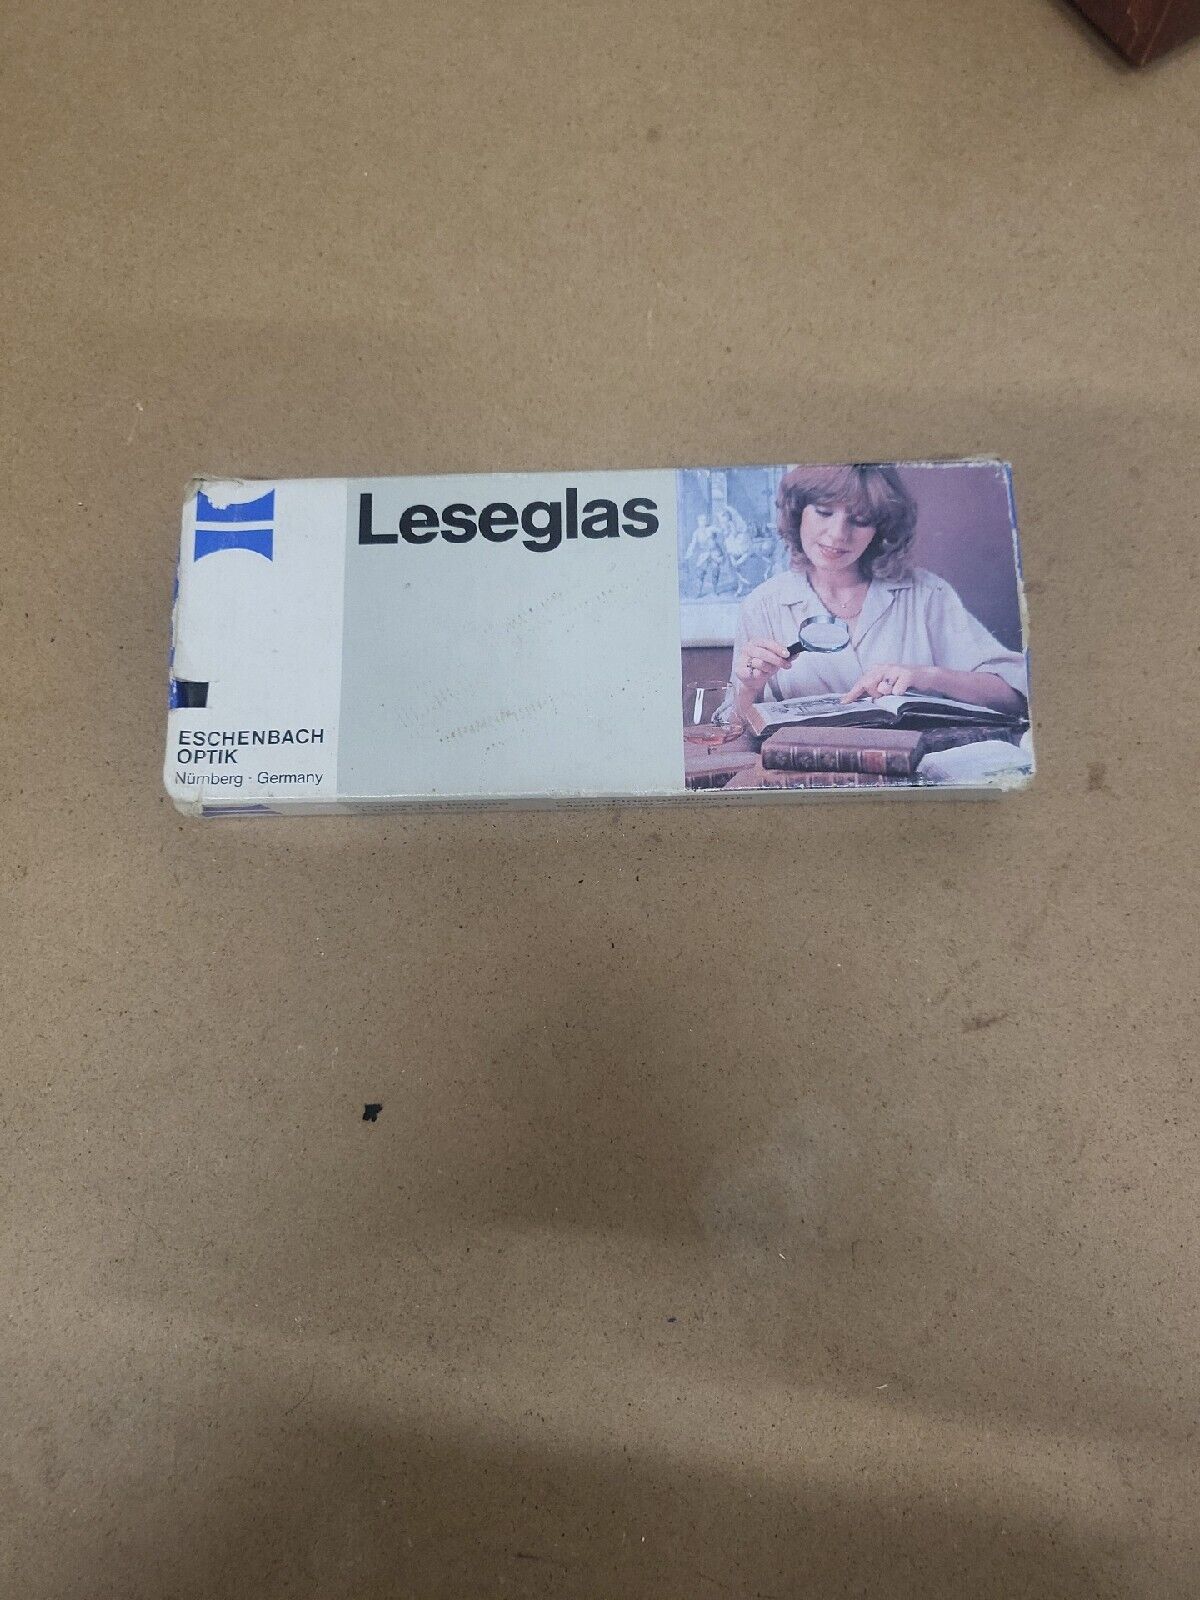 Leseglas
ESCHENBACH
OPTIK
Nürnberg · Germany